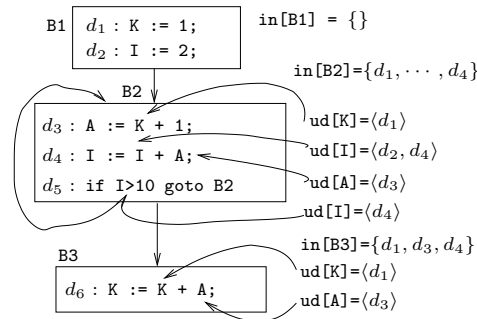 B1
d1 : K := 1;
d2 : I := 2;
in[B1] = {}
in[B2]={d1, ⋯ , d4}
B2
d3 : A := K + 1;
d4 : I := I + A;
d5 : if I>10 goto B2
ud[K]=⟨d1⟩
ud[I]=⟨d2, d4⟩
ud[A]=⟨d3⟩
ud[I]=⟨d4⟩
in[B3]={d1, d3, d4}
B3
d6 : K := K + A;
ud[K]=⟨d1⟩
ud[A]=⟨d3⟩